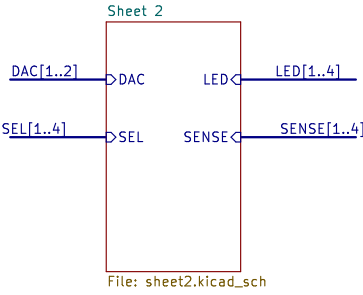 Sheet 2
DAC[1..2]
DAC
LED
LED[1..4]
SEL[1..4]
SEL
SENSE
SENSE[1..4]
File: sheet2.kicad_sch